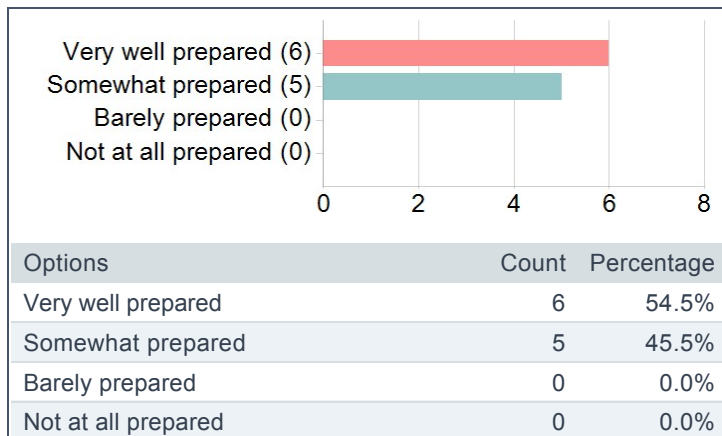 Very well prepared (6)
Somewhat prepared (5)
Barely prepared (0)
Not at all prepared (0)
0 2 4 6 8
Options Count Percentage
Very well prepared 6 54.5%
Somewhat prepared 5 45.5%
Barely prepared 0 0.0%
Not at all prepared 0 0.0%